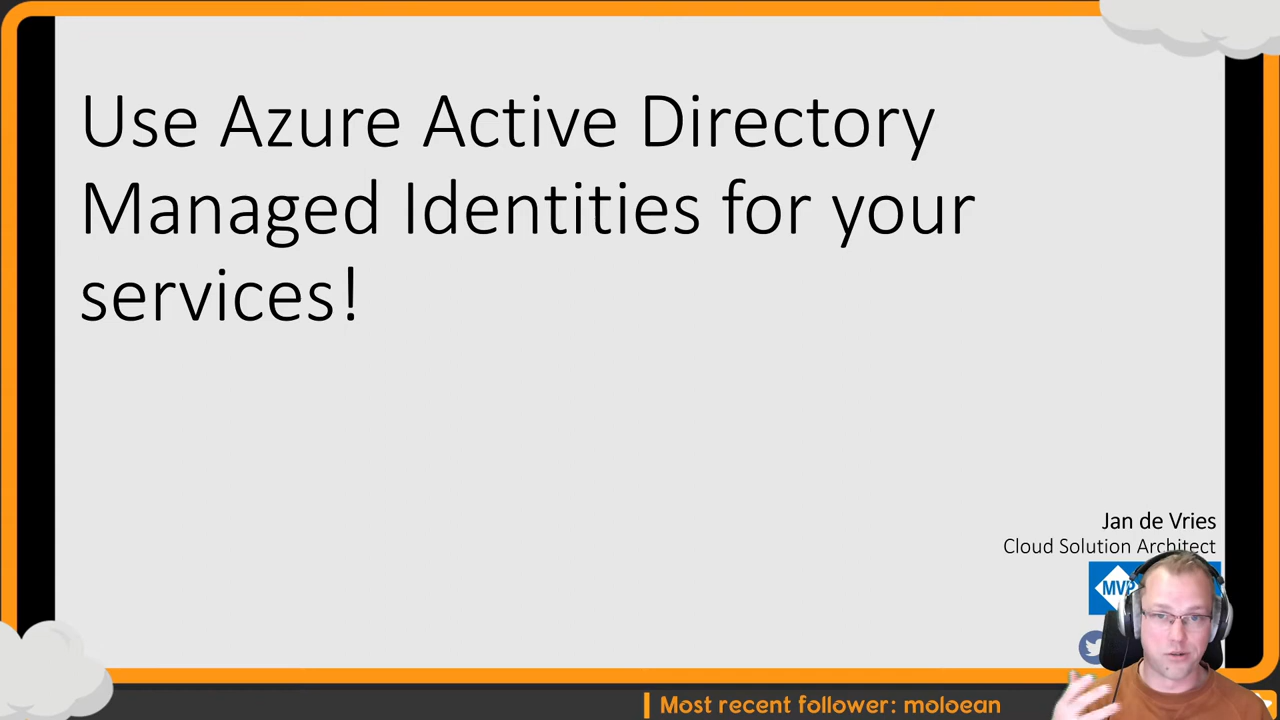 Use Azure Active Directory
Managed Identities for your
services!
Jan de Vries
Cloud Solution Architect
MVP
Most recent follower: moloean